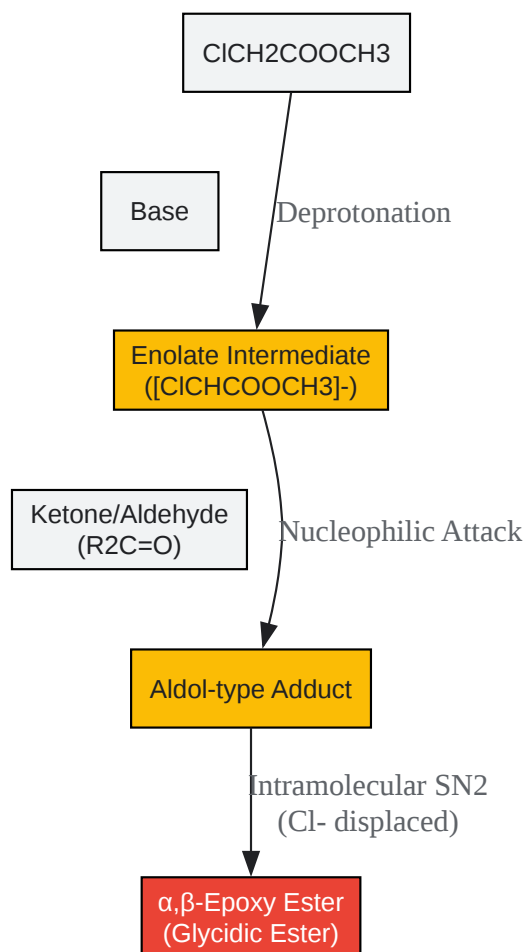 ClCH2COOCH3
Base
Deprotonation
Enolate Intermediate
([ClCHCOOCH3]-)
Ketone/Aldehyde
(R2C=O)
Nucleophilic Attack
Aldol-type Adduct
Intramolecular SN2
(Cl- displaced)
α,β-Epoxy Ester
(Glycidic Ester)